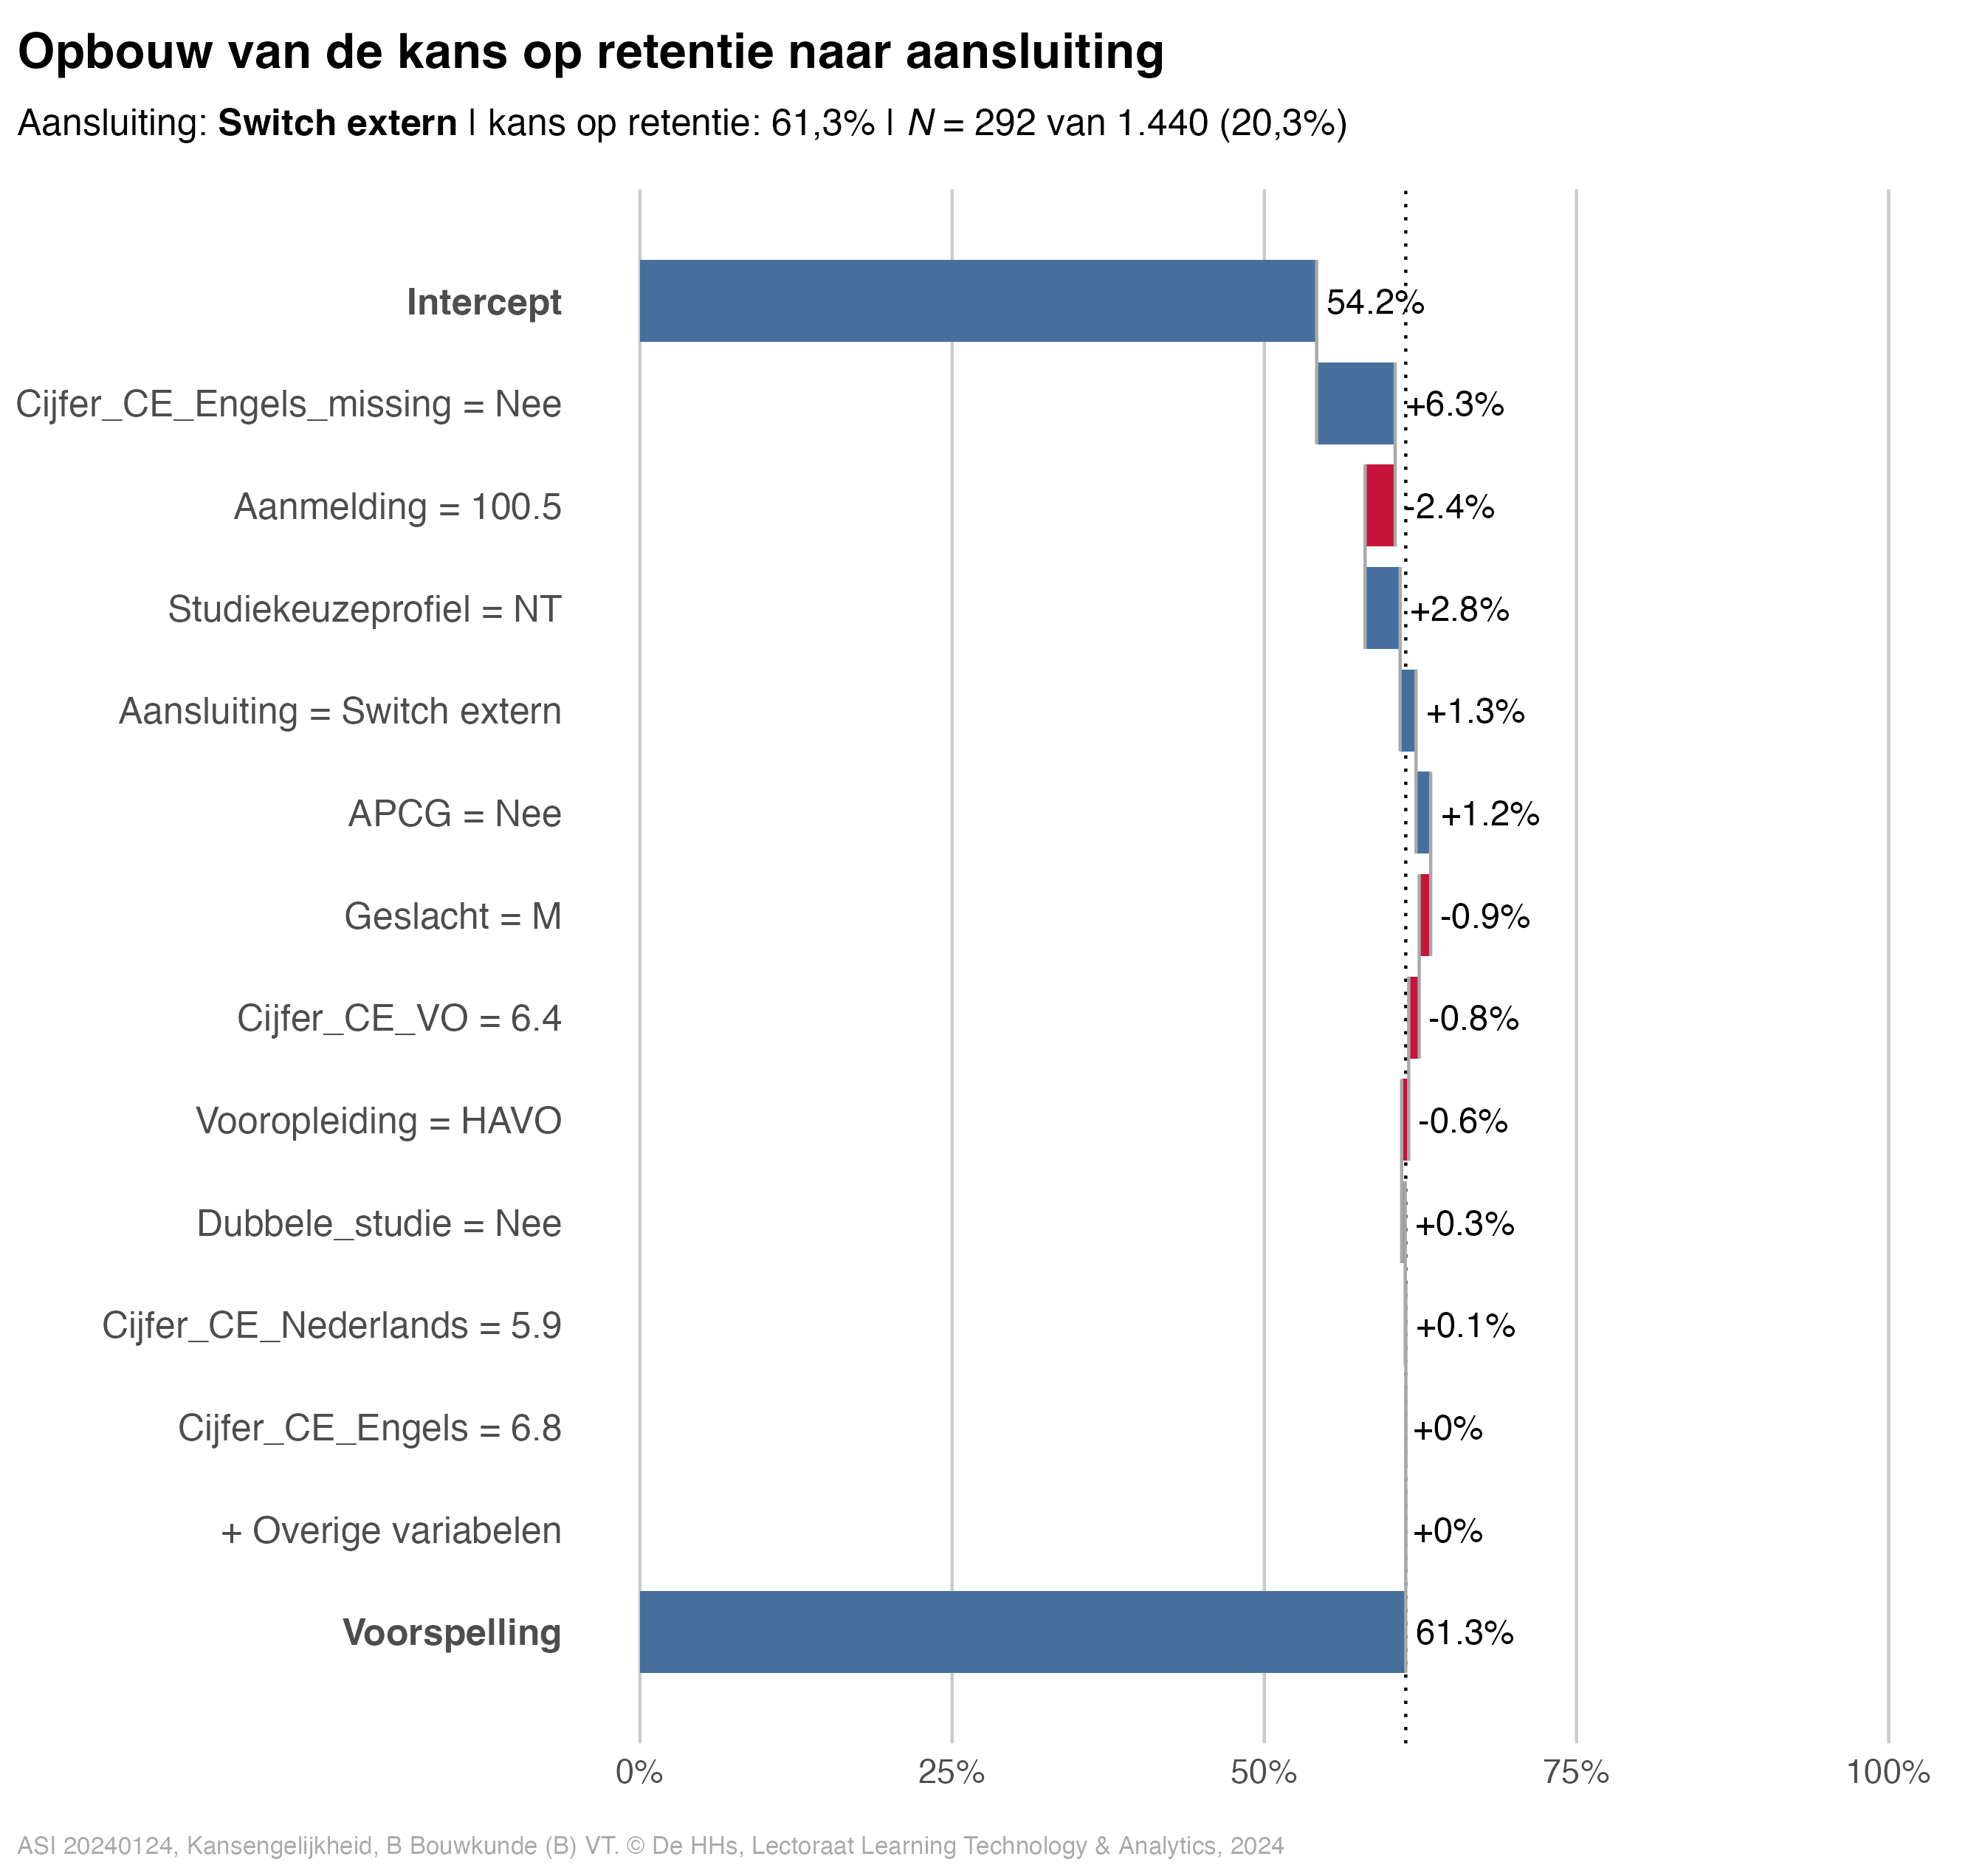 Opbouw van de kans op retentie naar aansluiting
Aansluiting: Switch extern | kans op retentie: 61,3% | N = 292 van 1.440 (20,3%)
Intercept 54.2%
Cijfer_CE_Engels_missing = Nee +6.3%
Aanmelding = 100.5 -2.4%
Studiekeuzeprofiel = NT +2.8%
Aansluiting = Switch extern +1.3%
APCG = Nee +1.2%
Geslacht = M -0.9%
Cijfer_CE_VO = 6.4 -0.8%
Vooropleiding = HAVO -0.6%
Dubbele_studie = Nee +0.3%
Cijfer_CE_Nederlands = 5.9 +0.1%
Cijfer_CE_Engels = 6.8 +0%
+ Overige variabelen +0%
Voorspelling 61.3%
0% 25% 50% 75% 100%
ASI 20240124, Kansengelijkheid, B Bouwkunde (B) VT. © De HHs, Lectoraat Learning Technology & Analytics, 2024